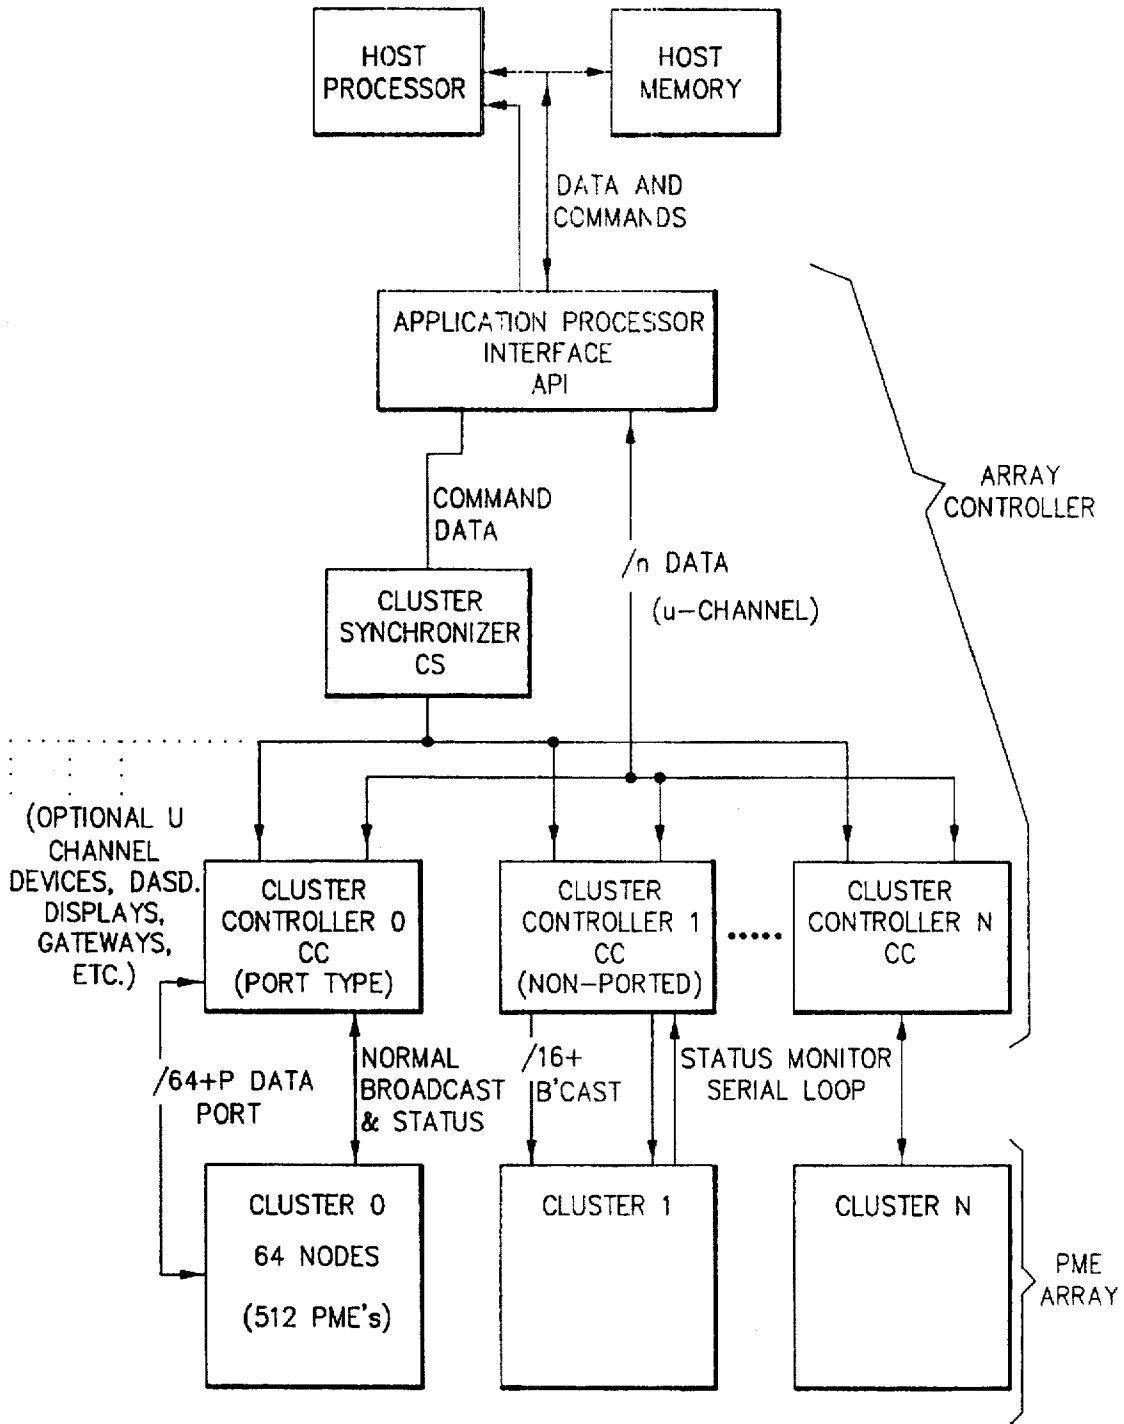 HOST
PROCESSOR
HOST
MEMORY
DATA AND
COMMANDS
APPLICATION PROCESSOR
INTERFACE
API
ARRAY
CONTROLLER
COMMAND
DATA
/n DATA
(u-CHANNEL)
CLUSTER
SYNCHRONIZER
CS
(OPTIONAL U
CHANNEL
DEVICES, DASD.
DISPLAYS,
GATEWAYS,
ETC.)
CLUSTER
CONTROLLER 0
CC
(PORT TYPE)
CLUSTER
CONTROLLER 1
CC
(NON-PORTED)
CLUSTER
CONTROLLER N
CC
/64+P DATA
PORT
NORMAL
BROADCAST
& STATUS
/16+
B'CAST
STATUS MONITOR
SERIAL LOOP
CLUSTER 0
64 NODES
(512 PME's)
CLUSTER 1
CLUSTER N
PME
ARRAY